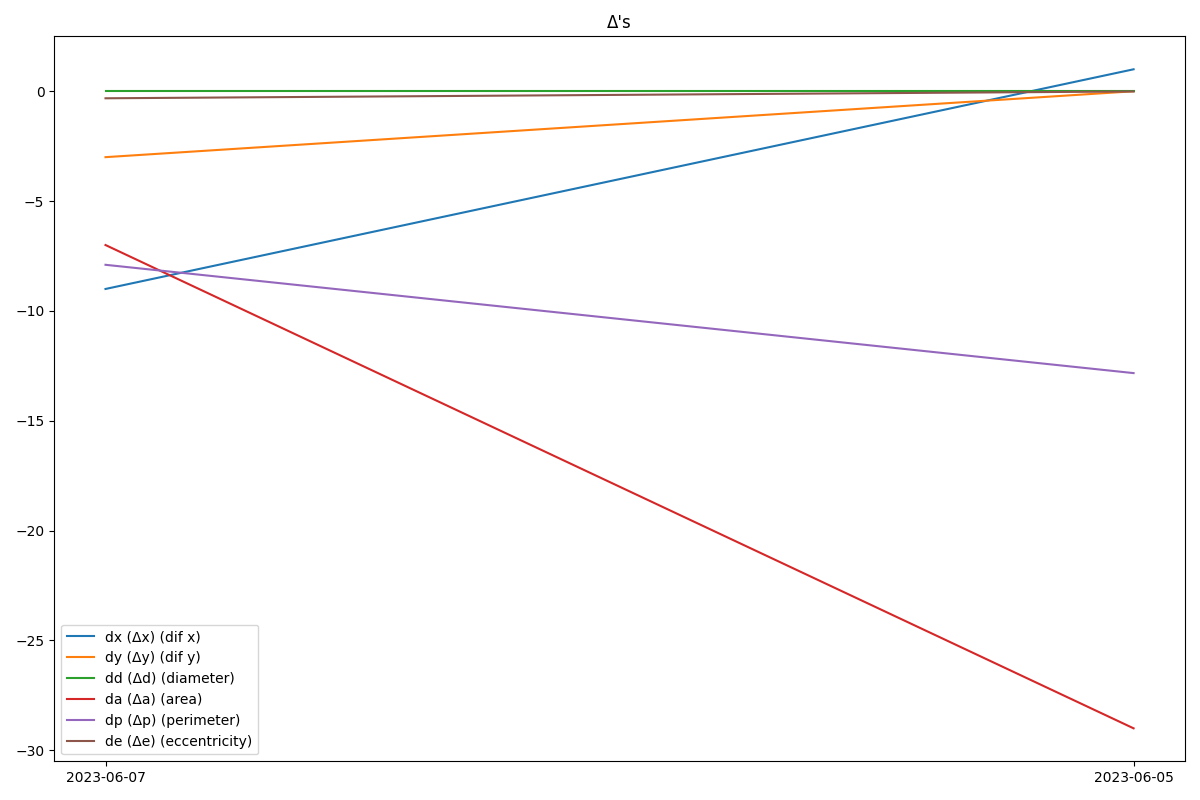 Δ's
0
−5
−10
−15
−20
−25
−30
dx (Δx) (dif x)
dy (Δy) (dif y)
dd (Δd) (diameter)
da (Δa) (area)
dp (Δp) (perimeter)
de (Δe) (eccentricity)
2023-06-07
2023-06-05